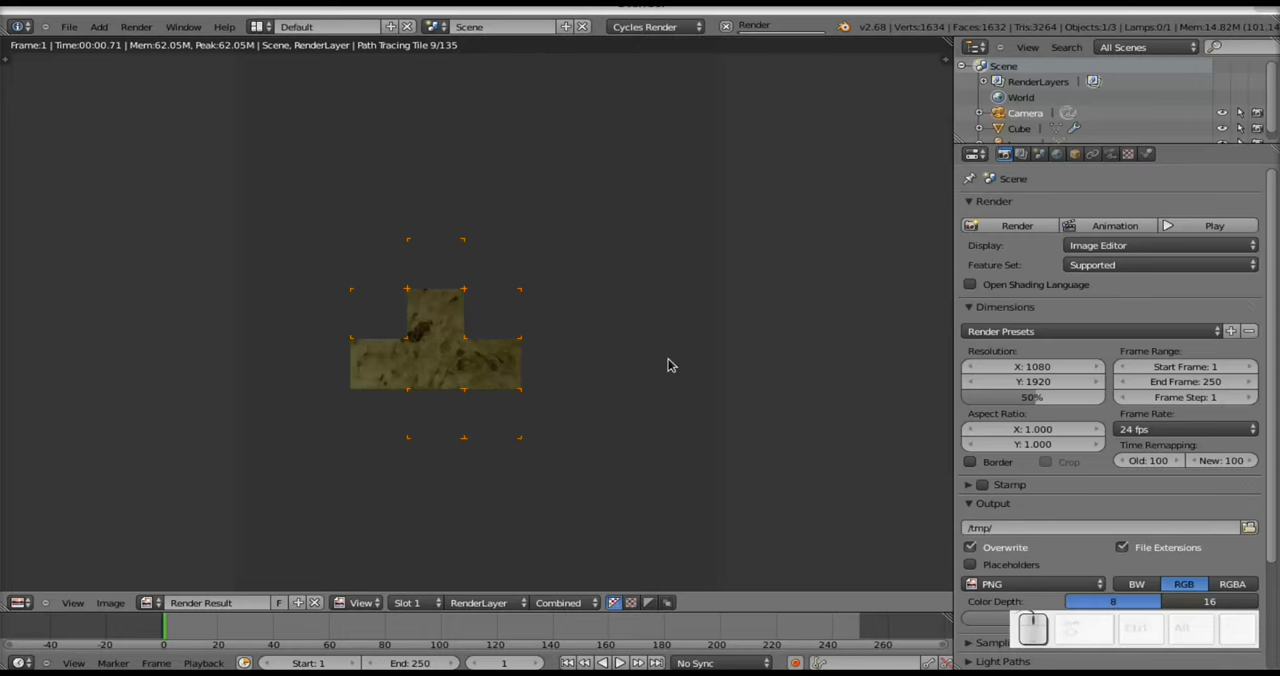 File Add Render Window Help Default Scene Cycles Render Render v2.68 | Verts:1634 | Faces:1632 | Tris:3264 | Objects:1/3 | Lamps:0/1 | Mem:14.82M (101.14
Frame:1 | Time:00:00.71 | Mem:62.05M, Peak:62.05M | Scene, RenderLayer | Path Tracing Tile 9/135
View Search All Scenes
Scene
RenderLayers
World
Camera
Cube
Scene
Render
Render Animation Play
Display: Image Editor
Feature Set: Supported
Open Shading Language
Dimensions
Render Presets
Resolution: Frame Range:
X: 1080 Start Frame: 1
Y: 1920 End Frame: 250
50% Frame Step: 1
Aspect Ratio: Frame Rate:
X: 1.000 24 fps
Y: 1.000 Time Remapping:
Border Crop Old: 100 New: 100
Stamp
Output
/tmp/
Overwrite File Extensions
Placeholders
PNG BW RGB RGBA
Color Depth: 8 16
Ctrl Alt
Light Paths
View Image Render Result F View Slot 1 RenderLayer Combined
-40 -20 0 20 40 60 80 100 120 140 160 180 200 220 240 260
View Marker Frame Playback Start: 1 End: 250 1 No Sync